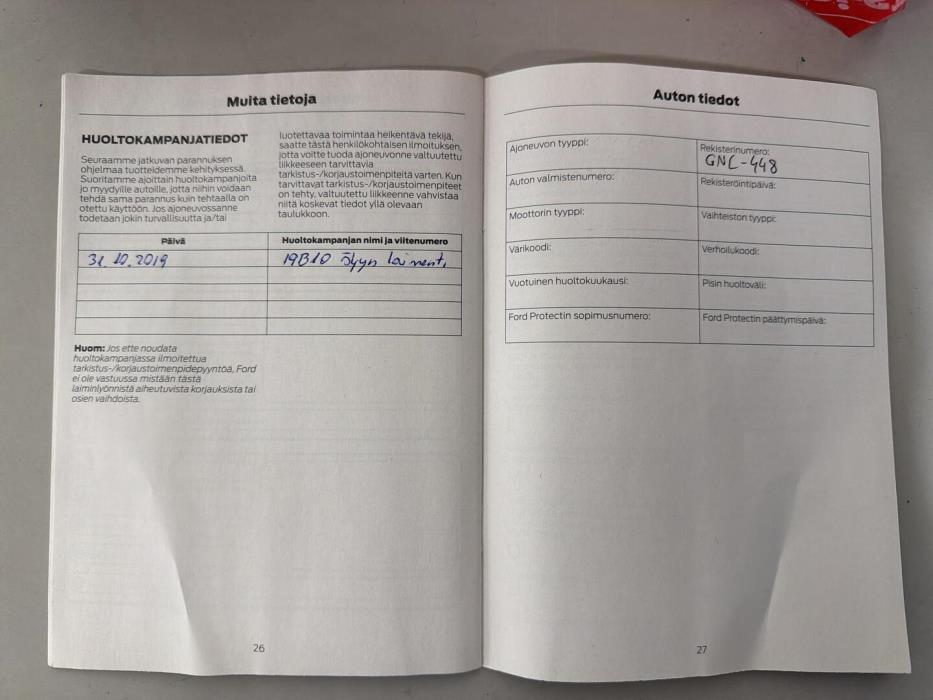 Muita tietoja
HUOLTOKAMPANJATIEDOT
Seuraamme jatkuvan parannuksen
ohjelmaa tuotteidemme kehityksessä.
Suoritamme ajoittain huoltokampanjoita
jo myydyille autoille, jotta niihin voidaan
tehdä sama parannus kuin tehtaalla on
otettu käyttöön. Jos ajoneuvossanne
todetaan jokin turvallisuutta ja/tai
luotettavaa toimintaa heikentävä tekijä,
saatte tästä henkilökohtaisen ilmoituksen,
jotta voitte tuoda ajoneuvonne valtuutettu
liikkeeseen tarvittavia
tarkistus-/korjaustoimenpiteitä varten. Kun
tarvittavat tarkistus-/korjaustoimenpiteet
on tehty, valtuutettu liikkeenne vahvistaa
niitä koskevat tiedot yllä olevaan
taulukkoon.
Päivä Huoltokampanjan nimi ja viitenumero
31.10.2019 19B10 öljyn
Huom: Jos ette noudata
huoltokampanjassa ilmoitettua
tarkistus-/korjaustoimenpidepyyntöä, Ford
ei ole vastuussa mistään tästä
laiminlyönnistä aiheutuvista korjauksista tai
osien vaihdoista.
26
Auton tiedot
Ajoneuvon tyyppi: Rekisterinumero:
GNC-448
Auton valmistenumero: Rekisteröintipäivä:
Moottorin tyyppi: Vaihteiston tyyppi:
Värikoodi: Verhoilukoodi:
Vuotuinen huoltokuukausi: Pisin huoltoväli:
Ford Protectin sopimusnumero: Ford Protectin päättymispäivä:
27